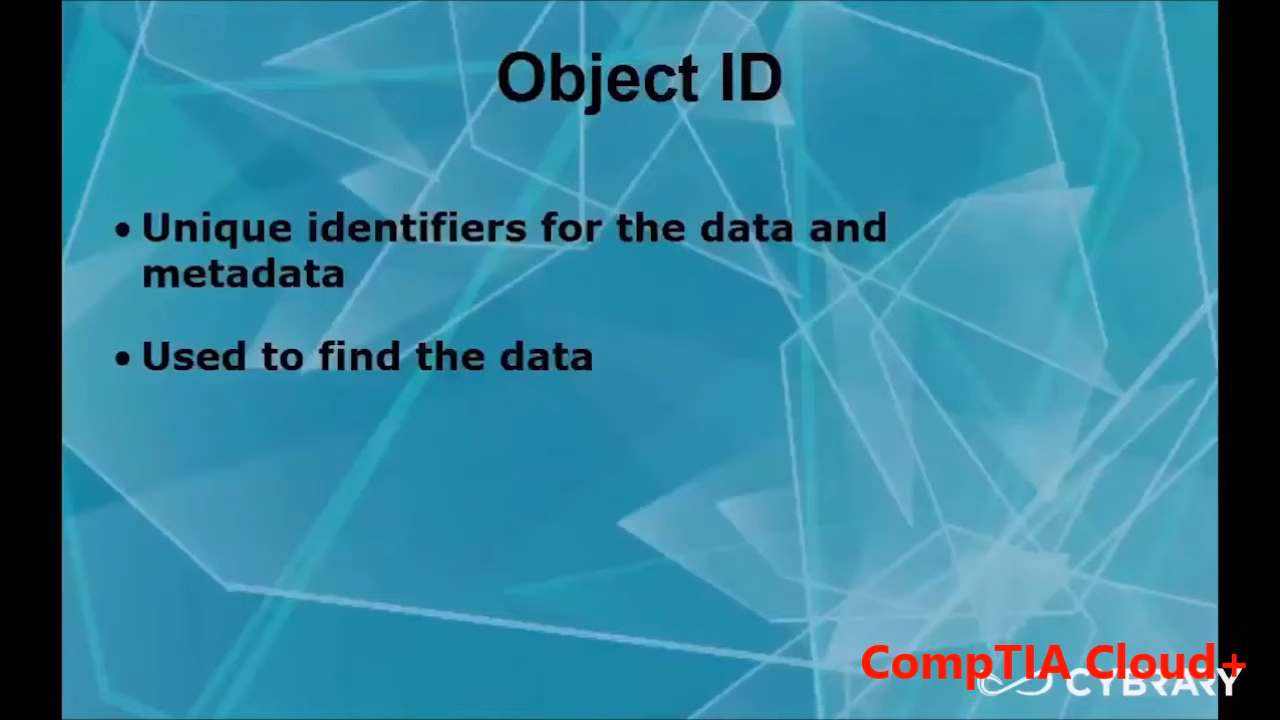 Object ID
• Unique identifiers for the data and
metadata
• Used to find the data
CompTIA Cloud+
CYBRARY